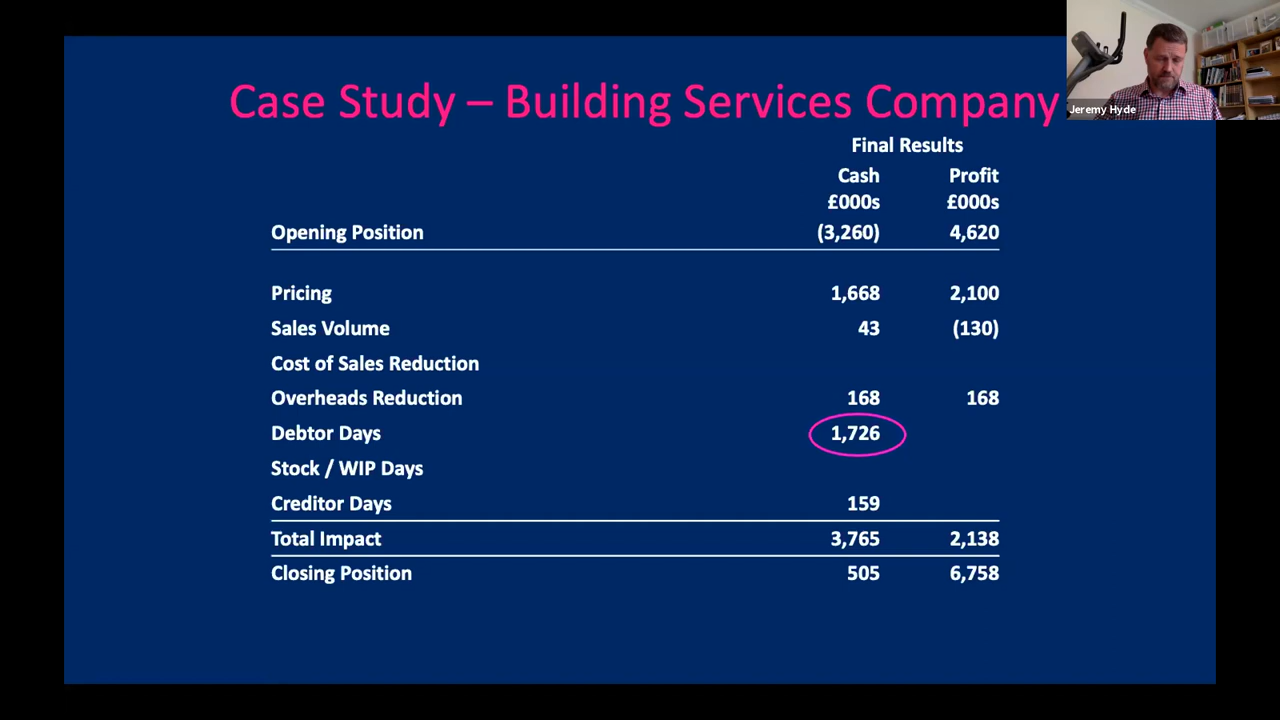 Case Study – Building Services Company
Jeremy Hyde
Final Results
Cash Profit
£000s £000s
Opening Position (3,260) 4,620
Pricing 1,668 2,100
Sales Volume 43 (130)
Cost of Sales Reduction
Overheads Reduction 168 168
Debtor Days 1,726
Stock / WIP Days
Creditor Days 159
Total Impact 3,765 2,138
Closing Position 505 6,758